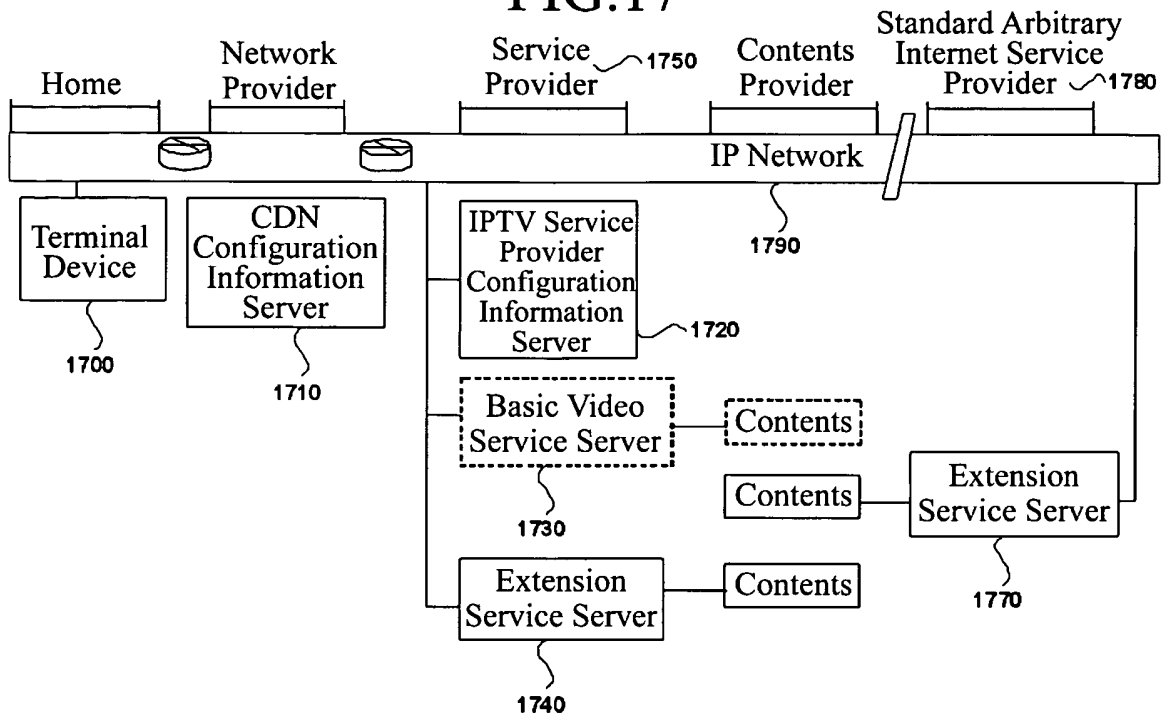 FIG.17
Home
Network
Provider
Service
Provider
1750
Contents
Provider
Standard Arbitrary
Internet Service
Provider
1780
IP Network
1790
Terminal
Device
1700
CDN
Configuration
Information
Server
1710
IPTV Service
Provider
Configuration
Information
Server
1720
Basic Video
Service Server
1730
Contents
Contents
Extension
Service Server
1770
Extension
Service Server
1740
Contents